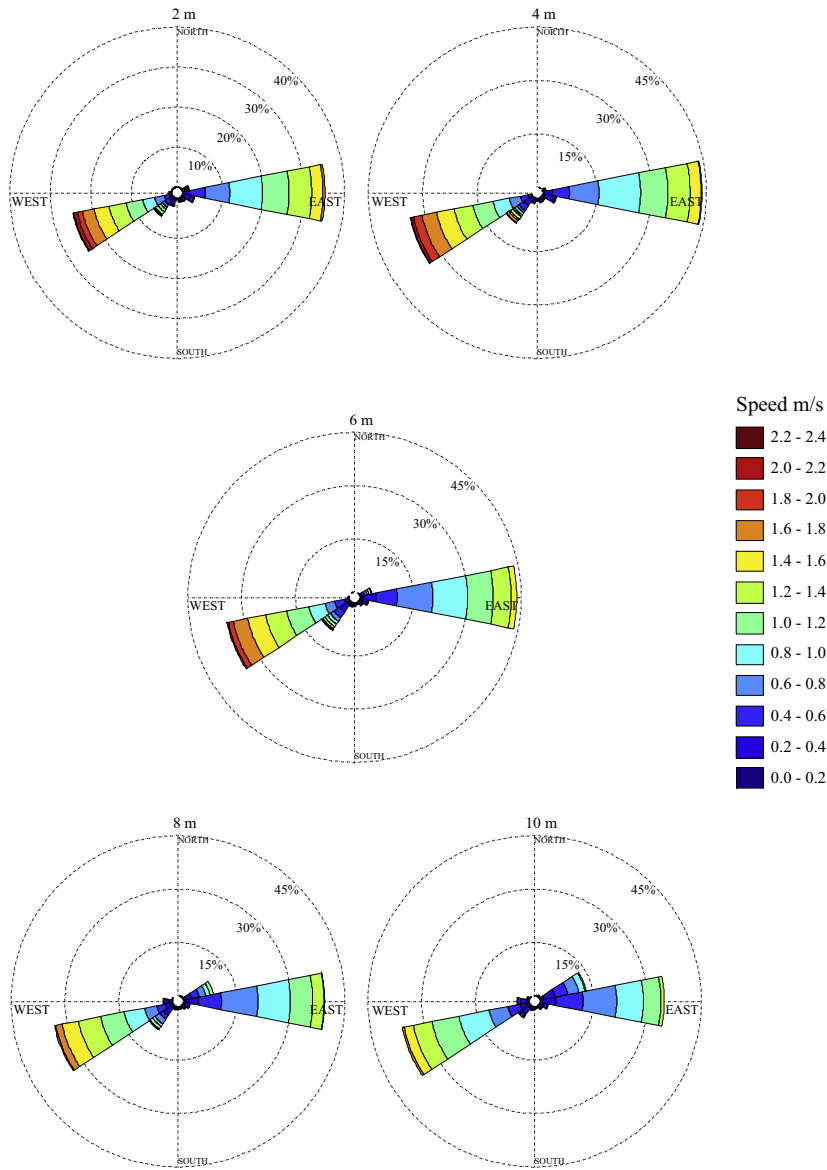 2 m
NORTH
40%
30%
20%
10%
WEST
EAST
SOUTH
4 m
NORTH
45%
30%
15%
WEST
EAST
SOUTH
6 m
NORTH
45%
30%
15%
WEST
EAST
SOUTH
Speed m/s
2.2 - 2.4
2.0 - 2.2
1.8 - 2.0
1.6 - 1.8
1.4 - 1.6
1.2 - 1.4
1.0 - 1.2
0.8 - 1.0
0.6 - 0.8
0.4 - 0.6
0.2 - 0.4
0.0 - 0.2
8 m
NORTH
45%
30%
15%
WEST
EAST
SOUTH
10 m
NORTH
45%
30%
15%
WEST
EAST
SOUTH